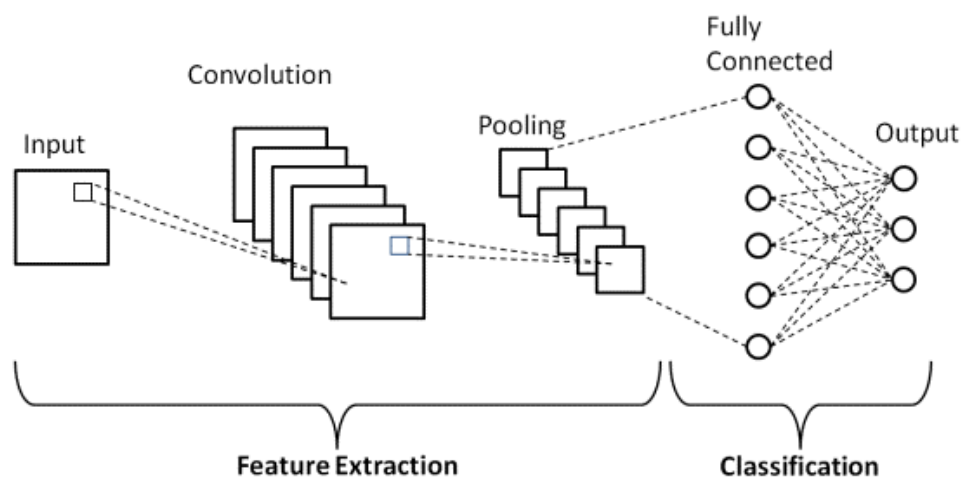 Input
Convolution
Pooling
Fully
Connected
Output
Feature Extraction
Classification